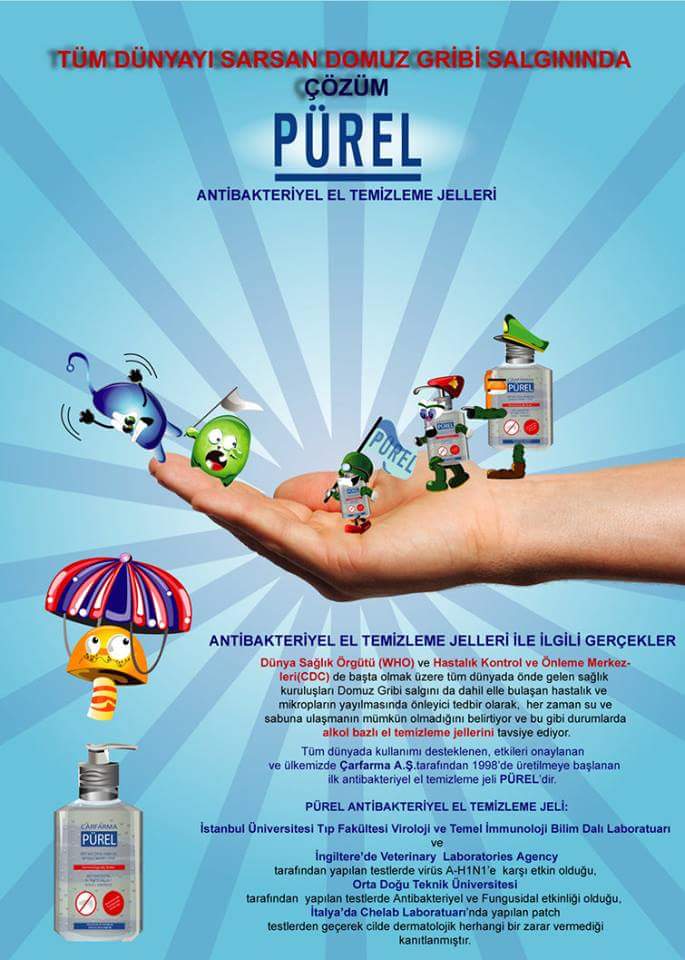 TÜM DÜNYAYI SARSAN DOMUZ GRİBİ SALGINDA
ÇÖZÜM
PÜREL
ANTİBAKTERİYEL EL TEMİZLEME JELLERİ
PÜREL
PÜREL
PÜREL
ANTİBAKTERİYEL EL TEMİZLEME JELLERİ İLE İLGİLİ GERÇEKLER
Dünya Sağlık Örgütü (WHO) ve Hastalık Kontrol ve Önleme Merkez-
leri(CDC) de başta olmak üzere tüm dünyada önde gelen sağlık
kuruluşları Domuz Gribi salgını da dahil elle bulaşan hastalık ve
mikropların yayılmasında önleyici tedbir olarak, her zaman su ve
sabuna ulaşmanın mümkün olmadığını belirtiyor ve bu gibi durumlarda
alkol bazlı el temizleme jellerini tavsiye ediyor.
Tüm dünyada kullanımı desteklenen, etkileri onaylanan
ve ülkemizde Çarfarma A.Ş.tarafından 1998'de üretilmeye başlanan
ilk antibakteriyel el temizleme jeli PÜREL'dir.
PÜREL ANTİBAKTERİYEL EL TEMİZLEME JELİ:
İstanbul Üniversitesi Tıp Fakültesi Viroloji ve Temel İmmunoloji Bilim Dalı Laboratuarı
ve
İngiltere'de Veterinary Laboratories Agency
tarafından yapılan testlerde virüs A-H1N1'e karşı etkin olduğu,
Orta Doğu Teknik Üniversitesi
tarafından yapılan testlerde Antibakteriyel ve Fungusidal etkinliği olduğu,
İtalya'da Chelab Laboratuarı'nda yapılan patch
testlerden geçerek cilde dermatolojik herhangi bir zarar vermediği
kanıtlanmıştır.
ÇARFARMA
PÜREL